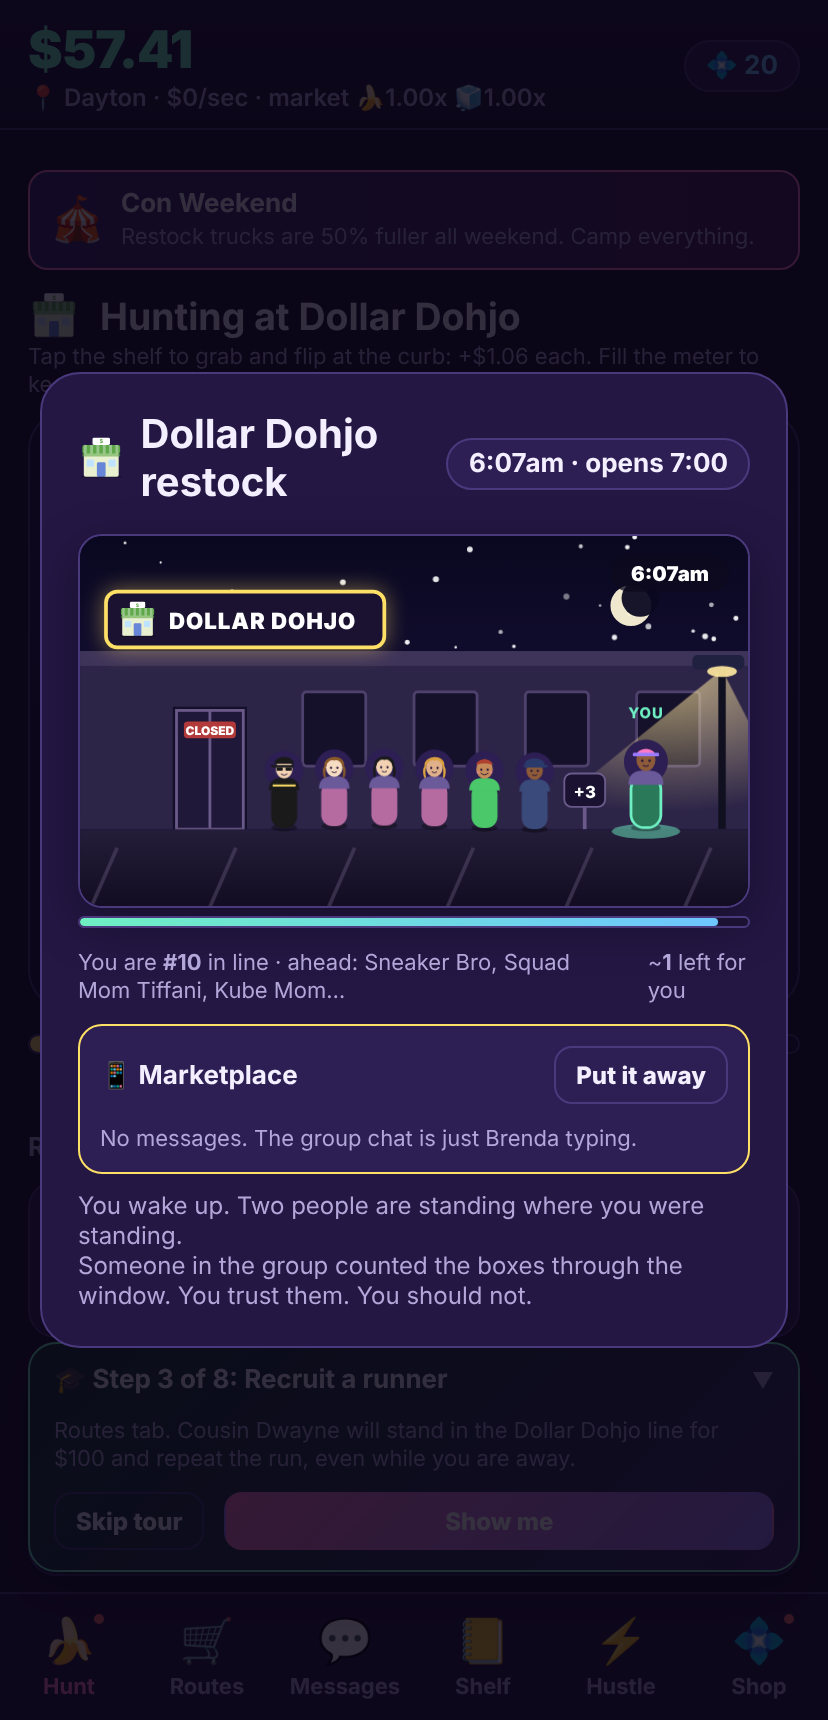 $57.41
Dayton · $0/sec · market 🍌1.00x 🧊1.00x
20
Con Weekend
Restock trucks are 50% fuller all weekend. Camp everything.
Hunting at Dollar Dohjo
Tap the shelf to grab and flip at the curb: +$1.06 each. Fill the meter to
Dollar Dohjo
restock
6:07am · opens 7:00
6:07am
DOLLAR DOHJO
YOU
CLOSED
+3
You are #10 in line · ahead: Sneaker Bro, Squad
Mom Tiffani, Kube Mom...
~1 left for
you
Marketplace
Put it away
No messages. The group chat is just Brenda typing.
You wake up. Two people are standing where you were
standing.
Someone in the group counted the boxes through the
window. You trust them. You should not.
Step 3 of 8: Recruit a runner
Routes tab. Cousin Dwayne will stand in the Dollar Dohjo line for
$100 and repeat the run, even while you are away.
Skip tour
Show me
Hunt
Routes
Messages
Shelf
Hustle
Shop